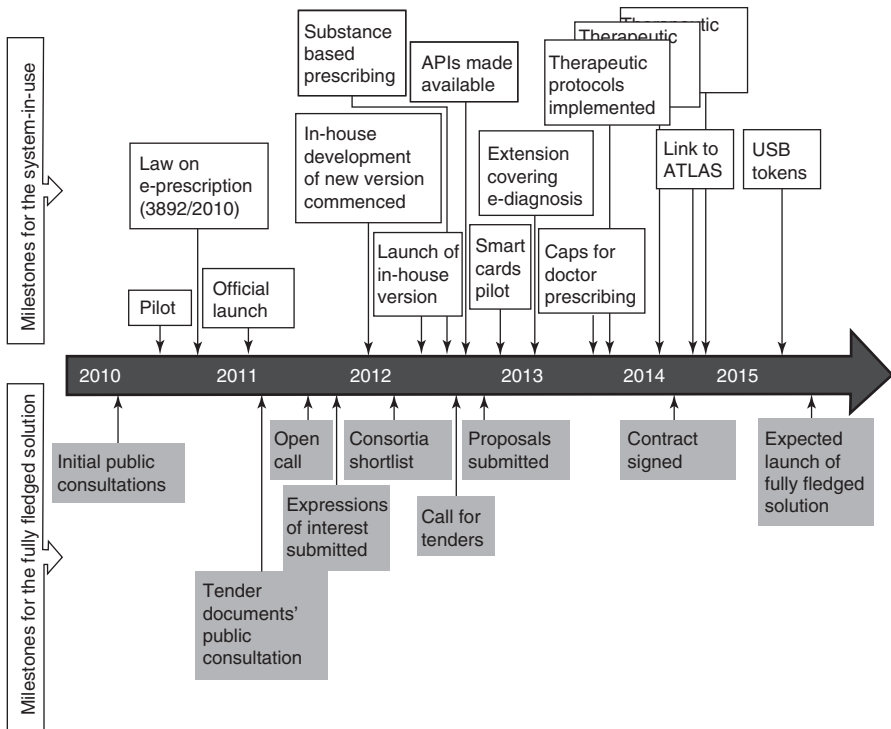 Milestones for the system-in-use
Substance
based
prescribing
APIs made
available
Therapeutic
Therapeutic
Therapeutic
protocols
implemented
Law on
e-prescription
(3892/2010)
In-house
development
of new version
commenced
Extension
covering
e-diagnosis
Link to
ATLAS
USB
tokens
Pilot
Official
launch
Launch of
in-house
version
Smart
cards
pilot
Caps for
doctor
prescribing
2010 2011 2012 2013 2014 2015
Milestones for the fully fledged solution
Initial public
consultations
Open
call
Consortia
shortlist
Proposals
submitted
Contract
signed
Expected
launch of
fully fledged
solution
Expressions
of interest
submitted
Call for
tenders
Tender
documents’
public
consultation